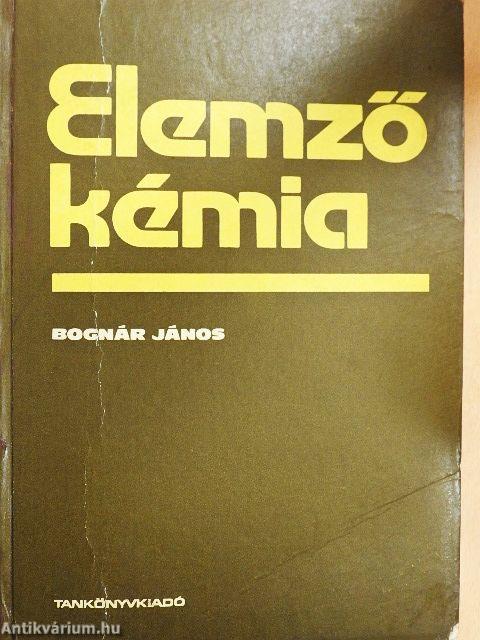 Elemző
kémia
BOGNÁR JÁNOS
TANKÖNYVKIADÓ
Antikvárium.hu